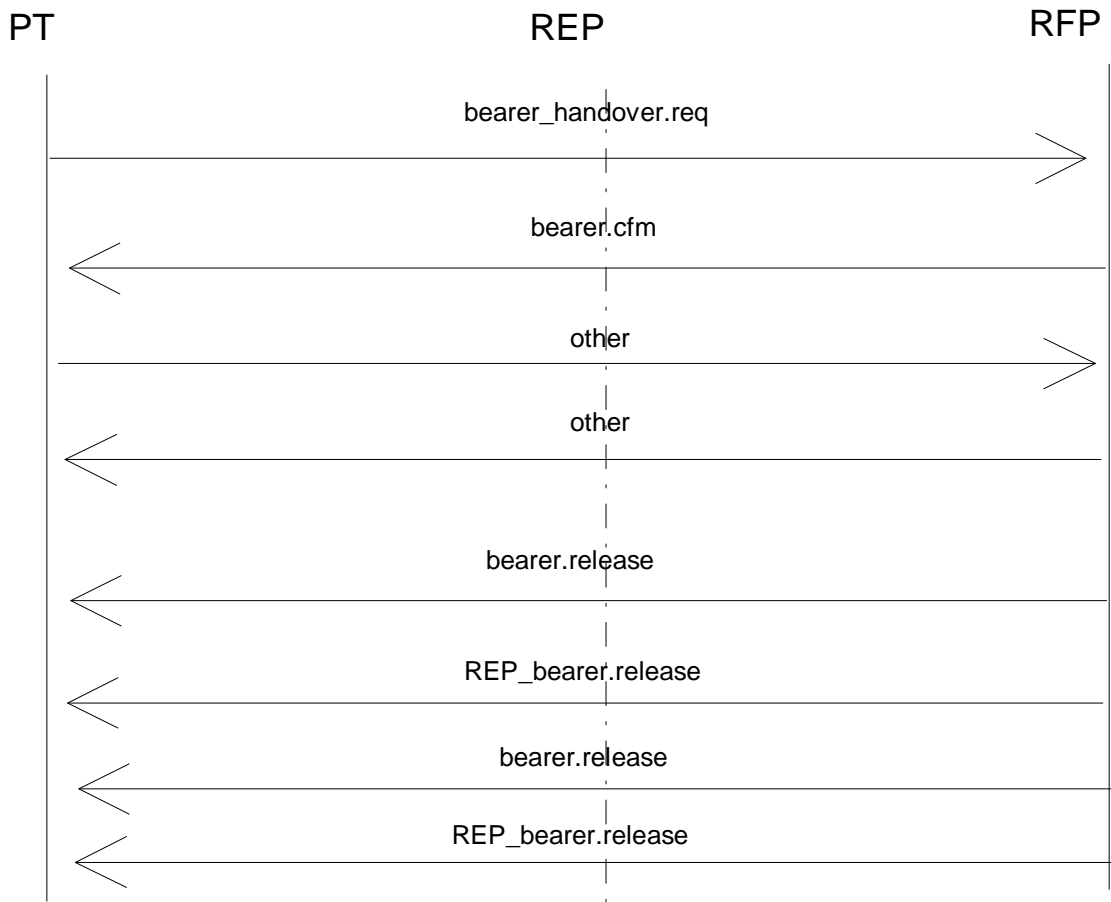 PT
REP
RFP
bearer_handover.req
bearer.cfm
other
other
bearer.release
REP_bearer.release
bearer.release
REP_bearer.release